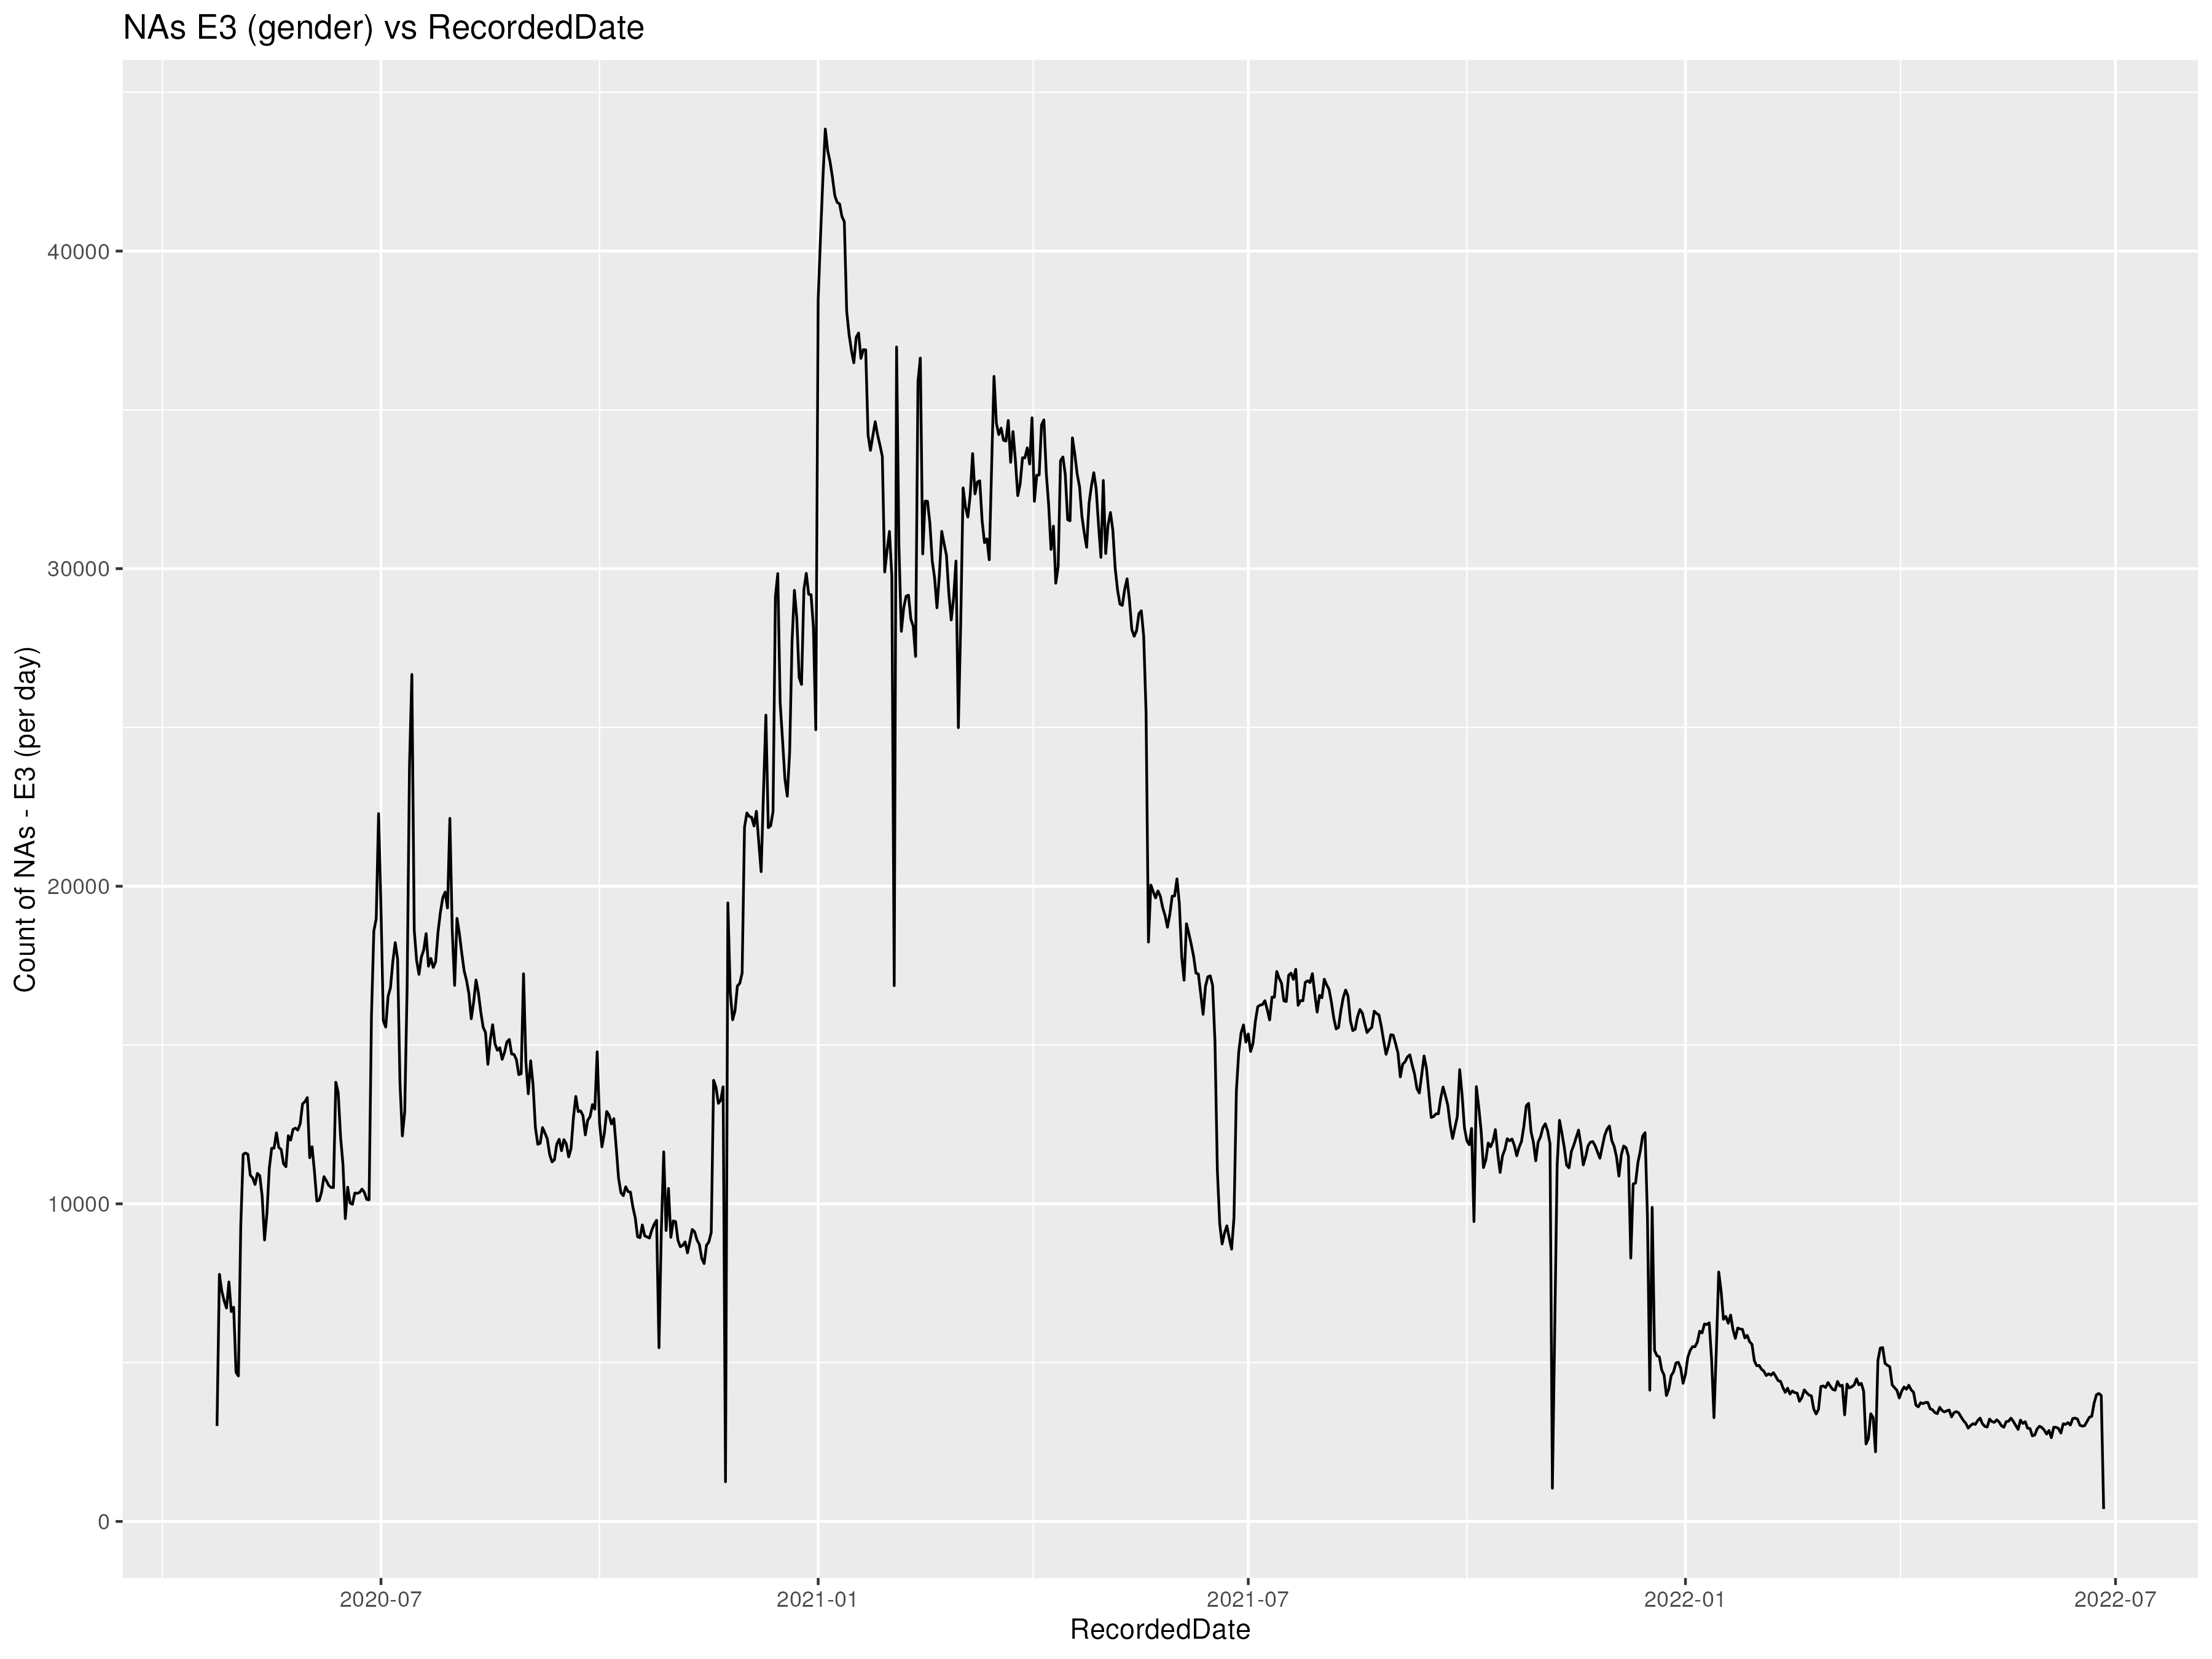 NAs E3 (gender) vs RecordedDate
Count of NAs - E3 (per day)
40000
30000
20000
10000
0
2020-07 2021-01 2021-07 2022-01 2022-07
RecordedDate